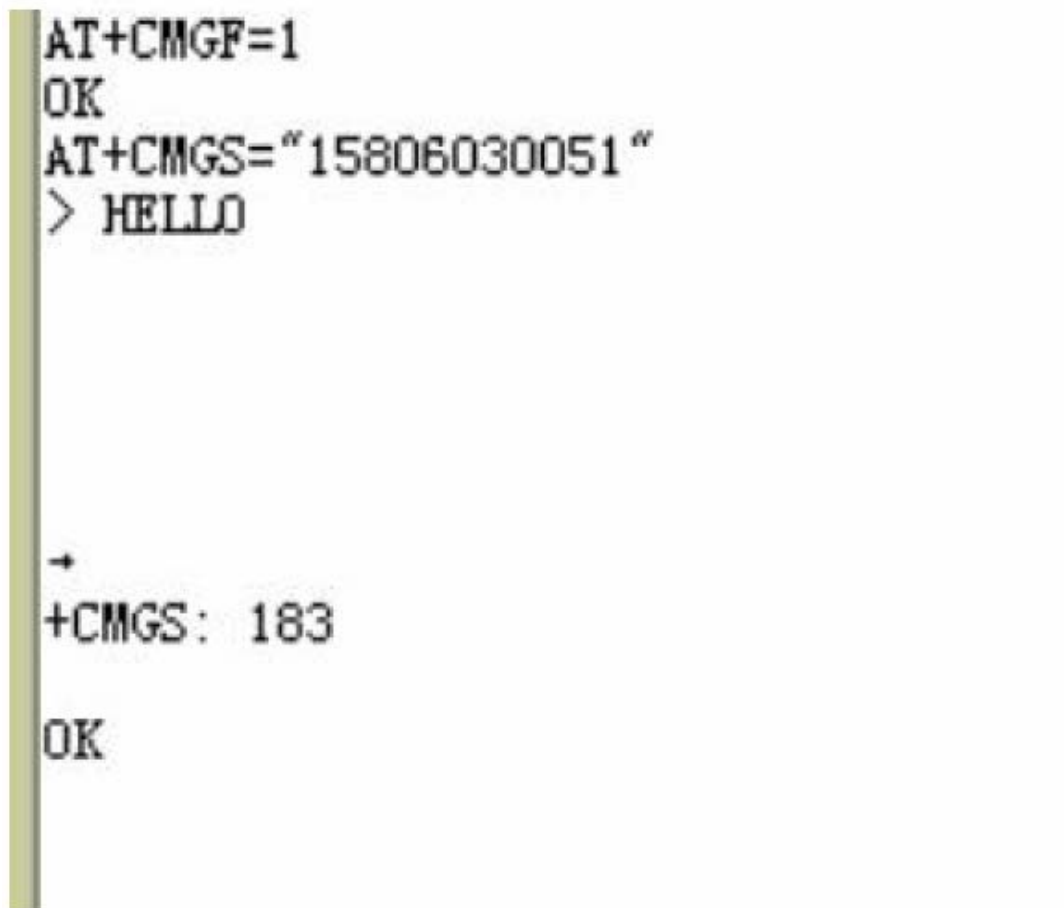 AT+CMGF=1
OK
AT+CMGS="15806030051"
> HELLO
→
+CMGS: 183
OK